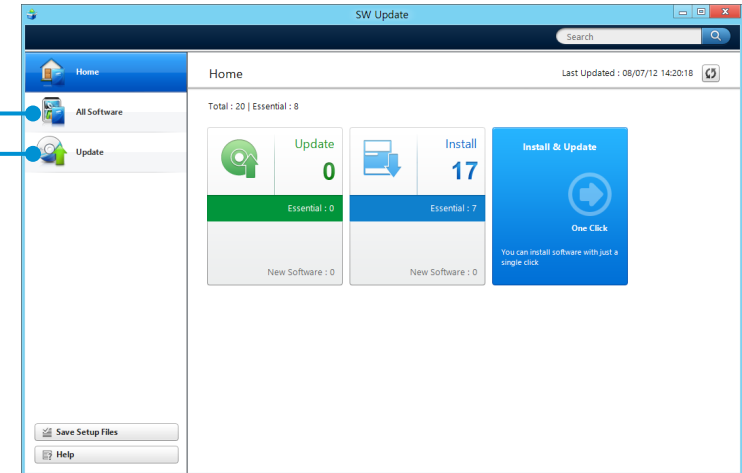 SW Update
Search
Home
All Software
Update
Save Setup Files
Help
Home
Last Updated : 08/07/12 14:20:18
Total : 20 | Essential : 8
Update
0
Essential : 0
New Software : 0
Install
17
Essential : 7
New Software : 0
Install & Update
One Click
You can install software with just a
single click